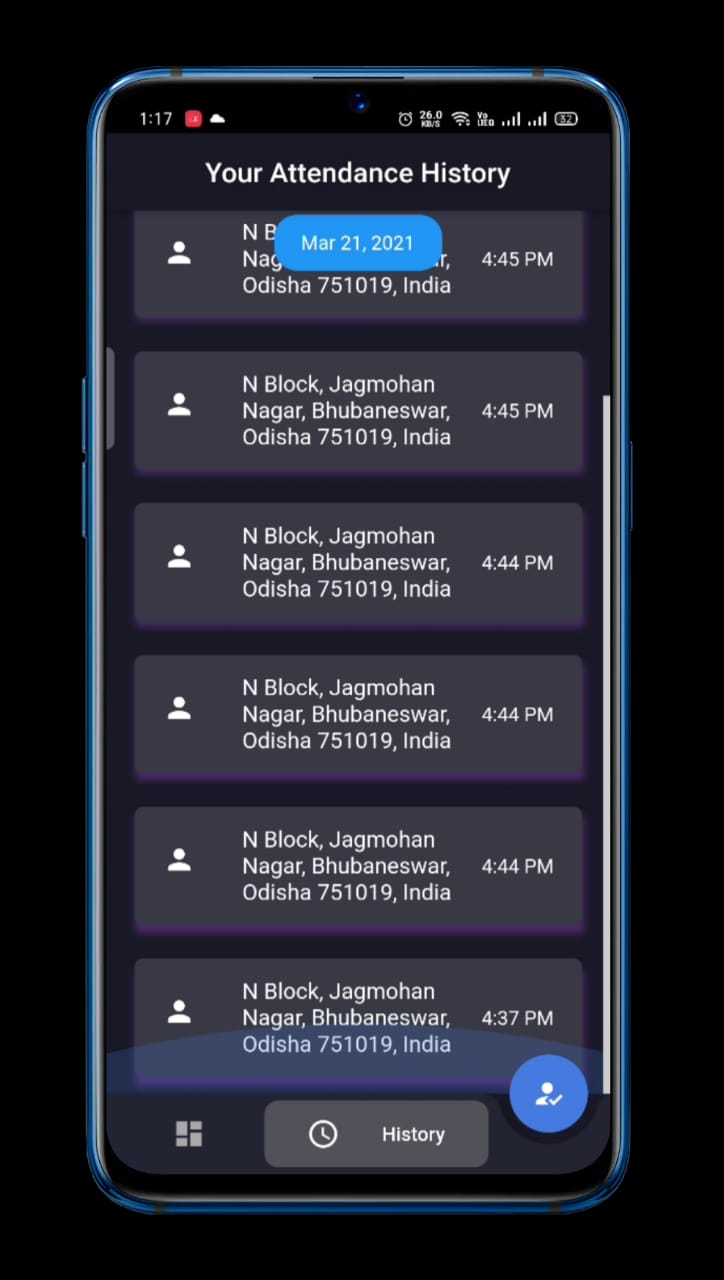 1:17 26.0 KB/S Vo LTE 32
Your Attendance History
Mar 21, 2021
N
Odisha 751019, India
4:45 PM
N Block, Jagmohan
Nagar, Bhubaneswar,
Odisha 751019, India
4:45 PM
N Block, Jagmohan
Nagar, Bhubaneswar,
Odisha 751019, India
4:44 PM
N Block, Jagmohan
Nagar, Bhubaneswar,
Odisha 751019, India
4:44 PM
N Block, Jagmohan
Nagar, Bhubaneswar,
Odisha 751019, India
4:44 PM
N Block, Jagmohan
Nagar, Bhubaneswar,
Odisha 751019, India
4:37 PM
History